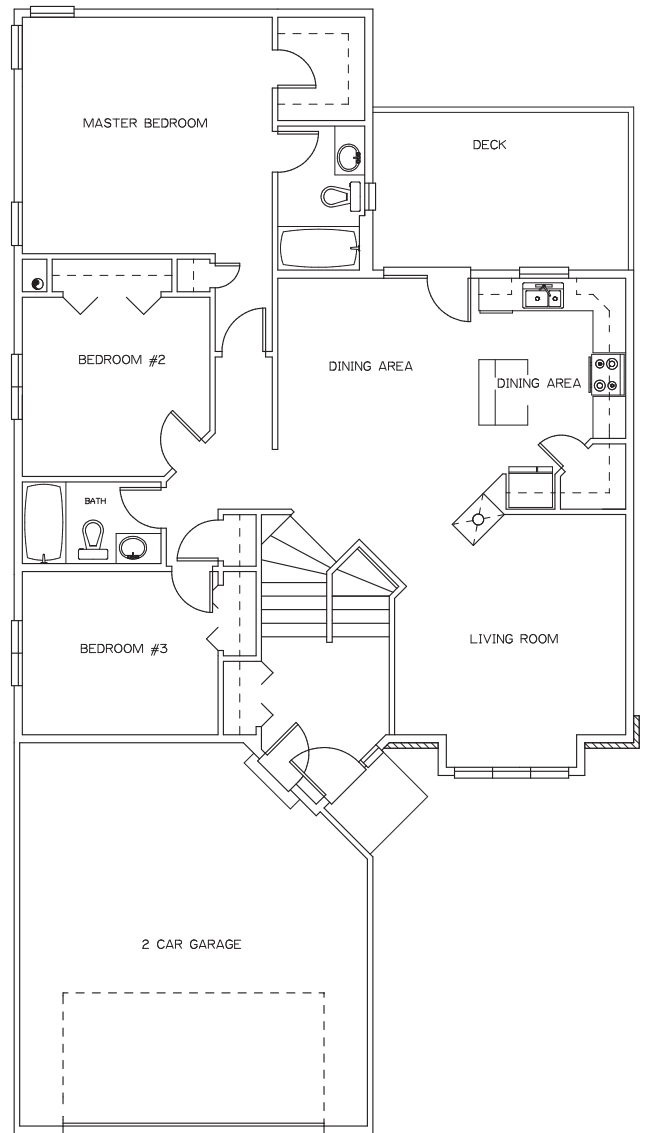 MASTER BEDROOM
DECK
BEDROOM #2
DINING AREA
DINING AREA
BATH
BEDROOM #3
LIVING ROOM
2 CAR GARAGE